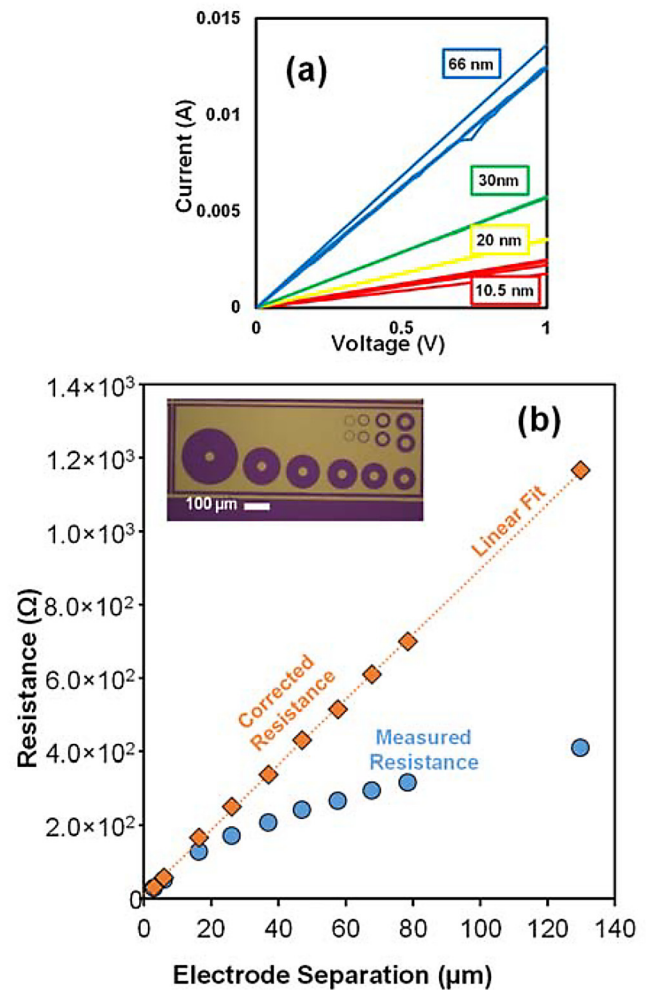 0.015
(a)
66 nm
0.01
Current (A)
30nm
0.005
20 nm
10.5 nm
0
0
0.5
1
Voltage (V)
1.4×10³
(b)
1.2×10³
100 µm
Linear Fit
1.0×10³
Resistance (Ω)
8.0×10²
Corrected
Resistance
6.0×10²
Measured
Resistance
4.0×10²
2.0×10²
0
0 20 40 60 80 100 120 140
Electrode Separation (µm)